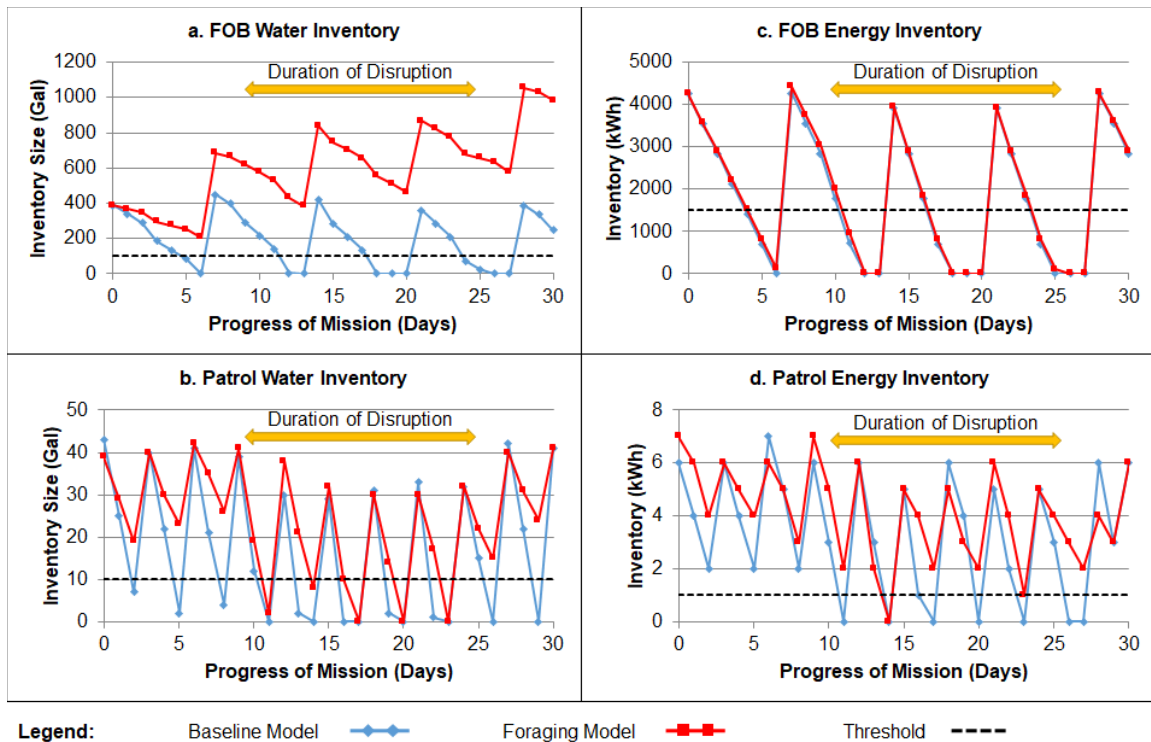 a. FOB Water Inventory
Duration of Disruption
Inventory Size (Gal)
1200
1000
800
600
400
200
0
0 5 10 15 20 25 30
Progress of Mission (Days)
c. FOB Energy Inventory
Duration of Disruption
Inventory (kWh)
5000
4000
3000
2000
1000
0
0 5 10 15 20 25 30
Progress of Mission (Days)
b. Patrol Water Inventory
Duration of Disruption
Inventory Size (Gal)
50
40
30
20
10
0
0 5 10 15 20 25 30
Progress of Mission (Days)
d. Patrol Energy Inventory
Duration of Disruption
Inventory (kWh)
8
6
4
2
0
0 5 10 15 20 25 30
Progress of Mission (Days)
Legend: Baseline Model Foraging Model Threshold